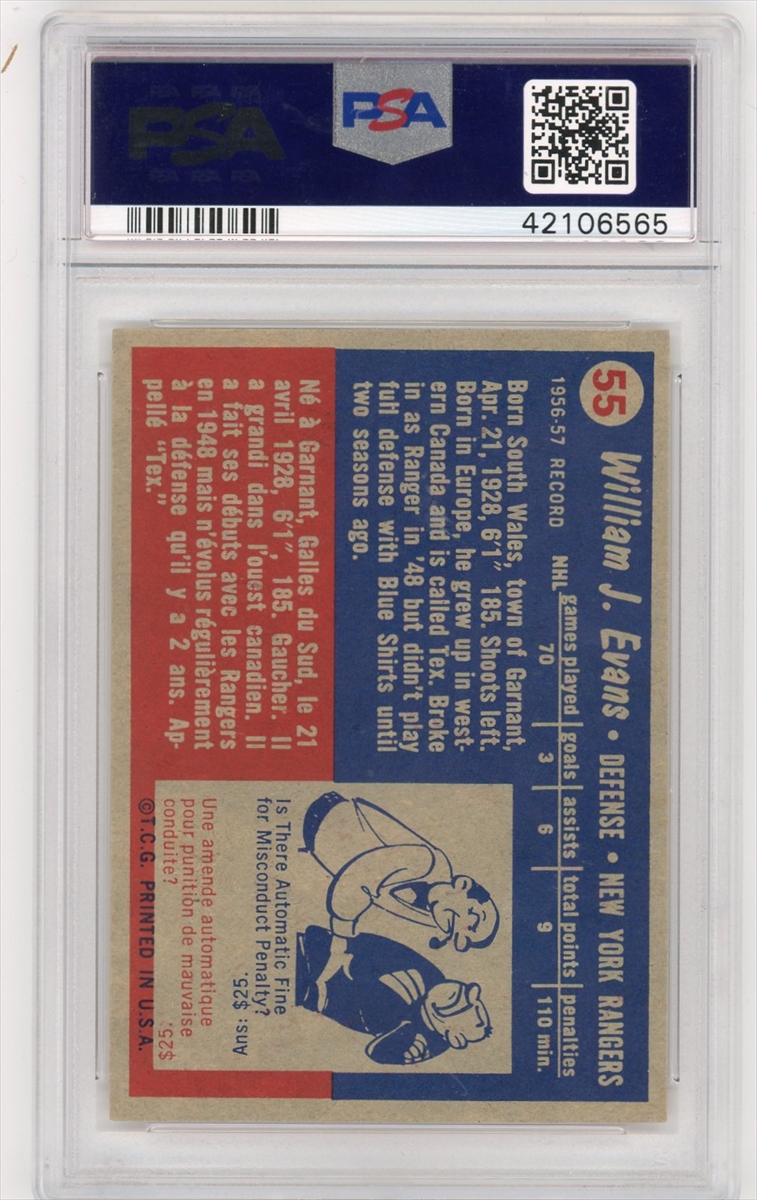 PSA
PSA
42106565
55 William J. Evans • DEFENSE • NEW YORK RANGERS
1956-57 RECORD
games played goals assists total points penalties
NHL 70 3 6 9 110 min.
Born South Wales, town of Garnant,
Apr. 21, 1928, 6'1" 185. Shoots left.
Born in Europe, he grew up in west-
ern Canada and is called Tex. Broke
in as Ranger in '48 but didn't play
full defense with Blue Shirts until
two seasons ago.
Né à Garnant, Galles du Sud, le 21
avril 1928, 6'1", 185. Gaucher. Il
a grandi dans l'ouest canadien. Il
a fait ses débuts avec les Rangers
en 1948 mais n'évolus régulièrement
à la défense qu'il y a 2 ans. Ap-
pellé "Tex."
Is There Automatic Fine
for Misconduct Penalty?
Ans: $25.
Une amende automatique
pour punition de mauvaise
conduite?
$25.
©T.C.G. PRINTED IN U.S.A.